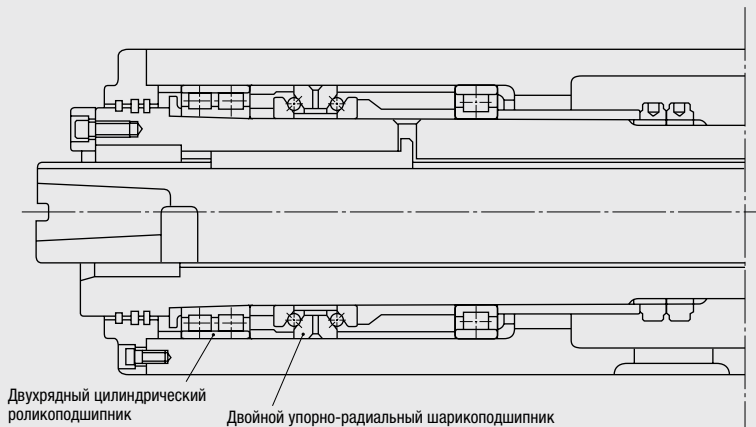 Двухрядный цилиндрический
роликоподшипник
Двойной упорно-радиальный шарикоподшипник